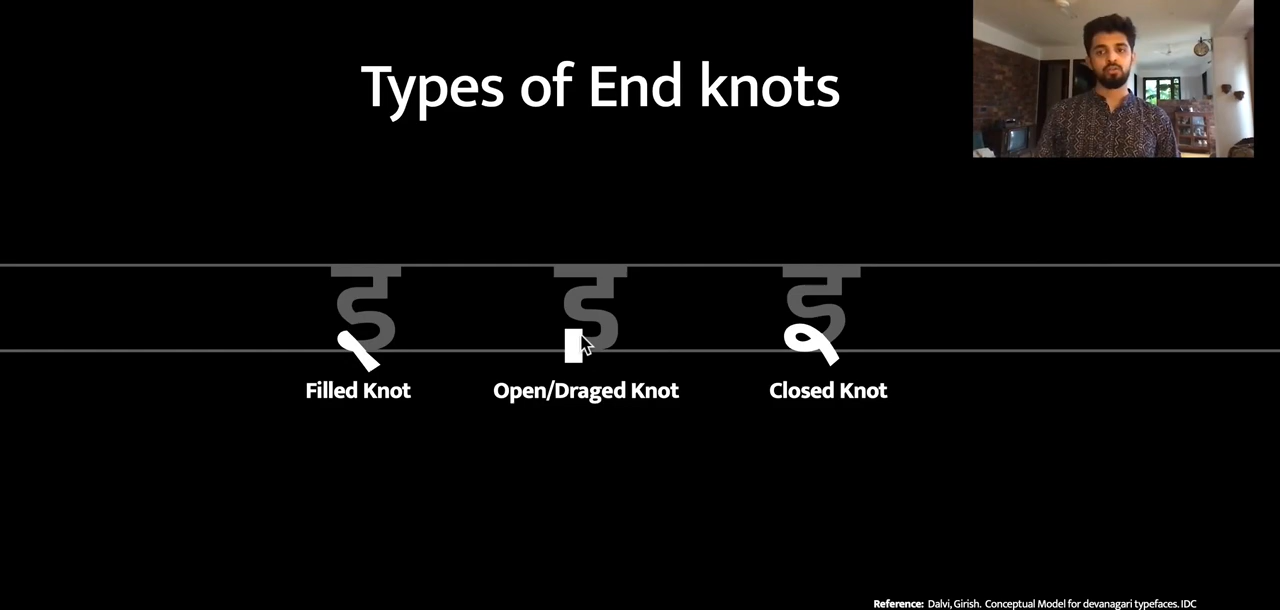 Types of End knots
इ इ इ
Filled Knot Open/Draged Knot Closed Knot
Reference: Dalvi, Girish. Conceptual Model for devanagari typefaces. IDC